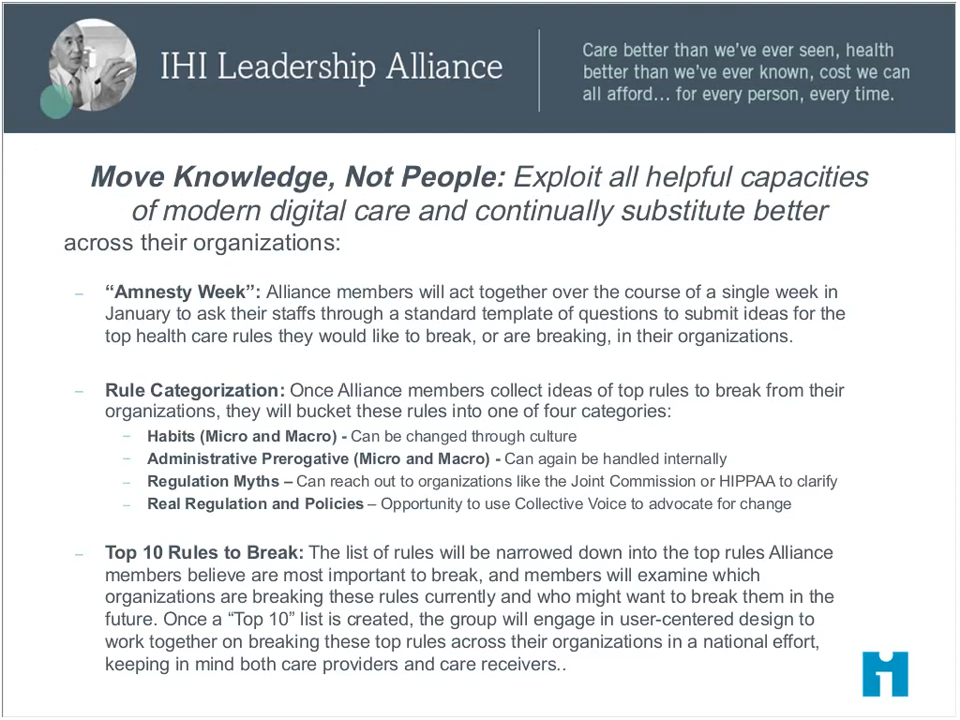 IHI Leadership Alliance
Care better than we've ever seen, health
better than we've ever known, cost we can
all afford... for every person, every time.
Move Knowledge, Not People: Exploit all helpful capacities
of modern digital care and continually substitute better
across their organizations:
– “Amnesty Week”: Alliance members will act together over the course of a single week in
January to ask their staffs through a standard template of questions to submit ideas for the
top health care rules they would like to break, or are breaking, in their organizations.
– Rule Categorization: Once Alliance members collect ideas of top rules to break from their
organizations, they will bucket these rules into one of four categories:
– Habits (Micro and Macro) - Can be changed through culture
– Administrative Prerogative (Micro and Macro) - Can again be handled internally
– Regulation Myths – Can reach out to organizations like the Joint Commission or HIPPAA to clarify
– Real Regulation and Policies – Opportunity to use Collective Voice to advocate for change
– Top 10 Rules to Break: The list of rules will be narrowed down into the top rules Alliance
members believe are most important to break, and members will examine which
organizations are breaking these rules currently and who might want to break them in the
future. Once a “Top 10” list is created, the group will engage in user-centered design to
work together on breaking these top rules across their organizations in a national effort,
keeping in mind both care providers and care receivers..